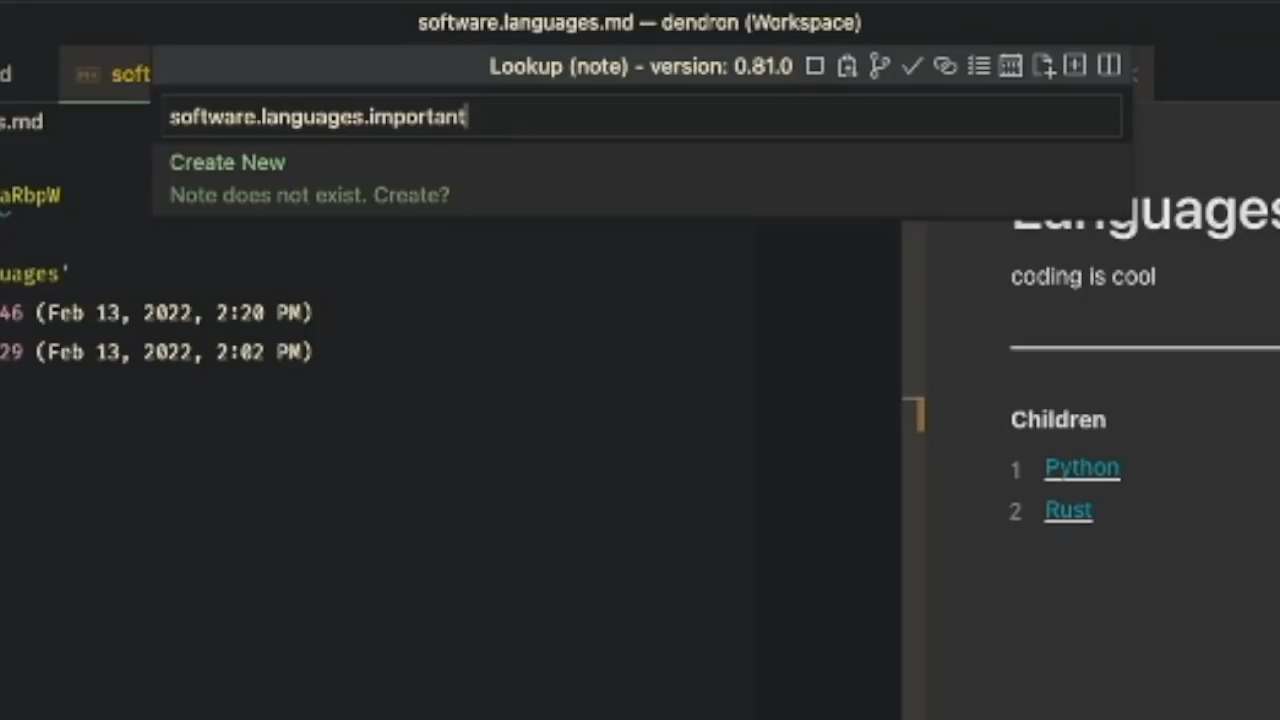 software.languages.md — dendron (Workspace)
d
soft
Lookup (note) - version: 0.81.0
s.md
software.languages.important
Create New
Note does not exist. Create?
aRbpW
Languages
uages'
coding is cool
46 (Feb 13, 2022, 2:20 PM)
29 (Feb 13, 2022, 2:02 PM)
Children
1 Python
2 Rust